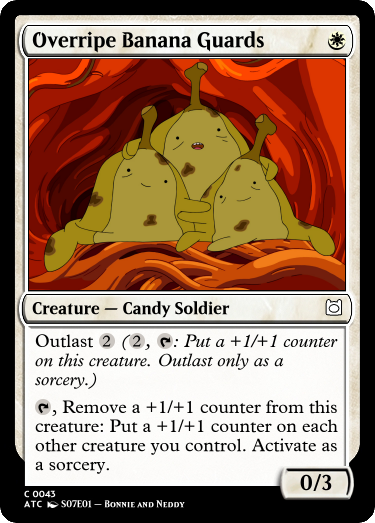 Overripe Banana Guards
Creature — Candy Soldier
Outlast 2 (2, : Put a +1/+1 counter
on this creature. Outlast only as a
sorcery.)
, Remove a +1/+1 counter from this
creature: Put a +1/+1 counter on each
other creature you control. Activate as
a sorcery.
0/3
C 0043
ATC S07E01 – Bonnie and Neddy